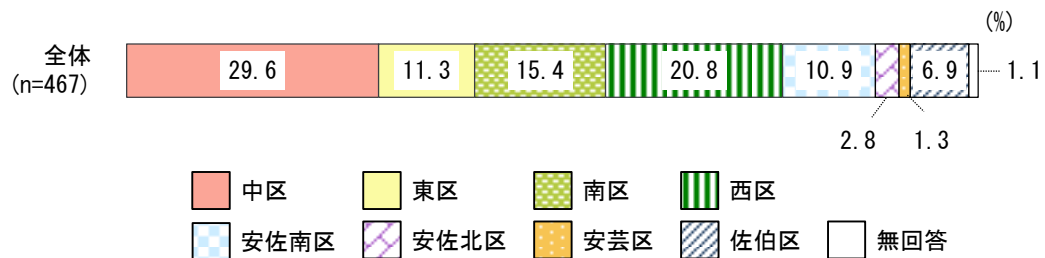 (%)
全体
(n=467)
29.6 11.3 15.4 20.8 10.9 6.9 1.1
2.8 1.3
中区 東区 南区 西区
安佐南区 安佐北区 安芸区 佐伯区 無回答